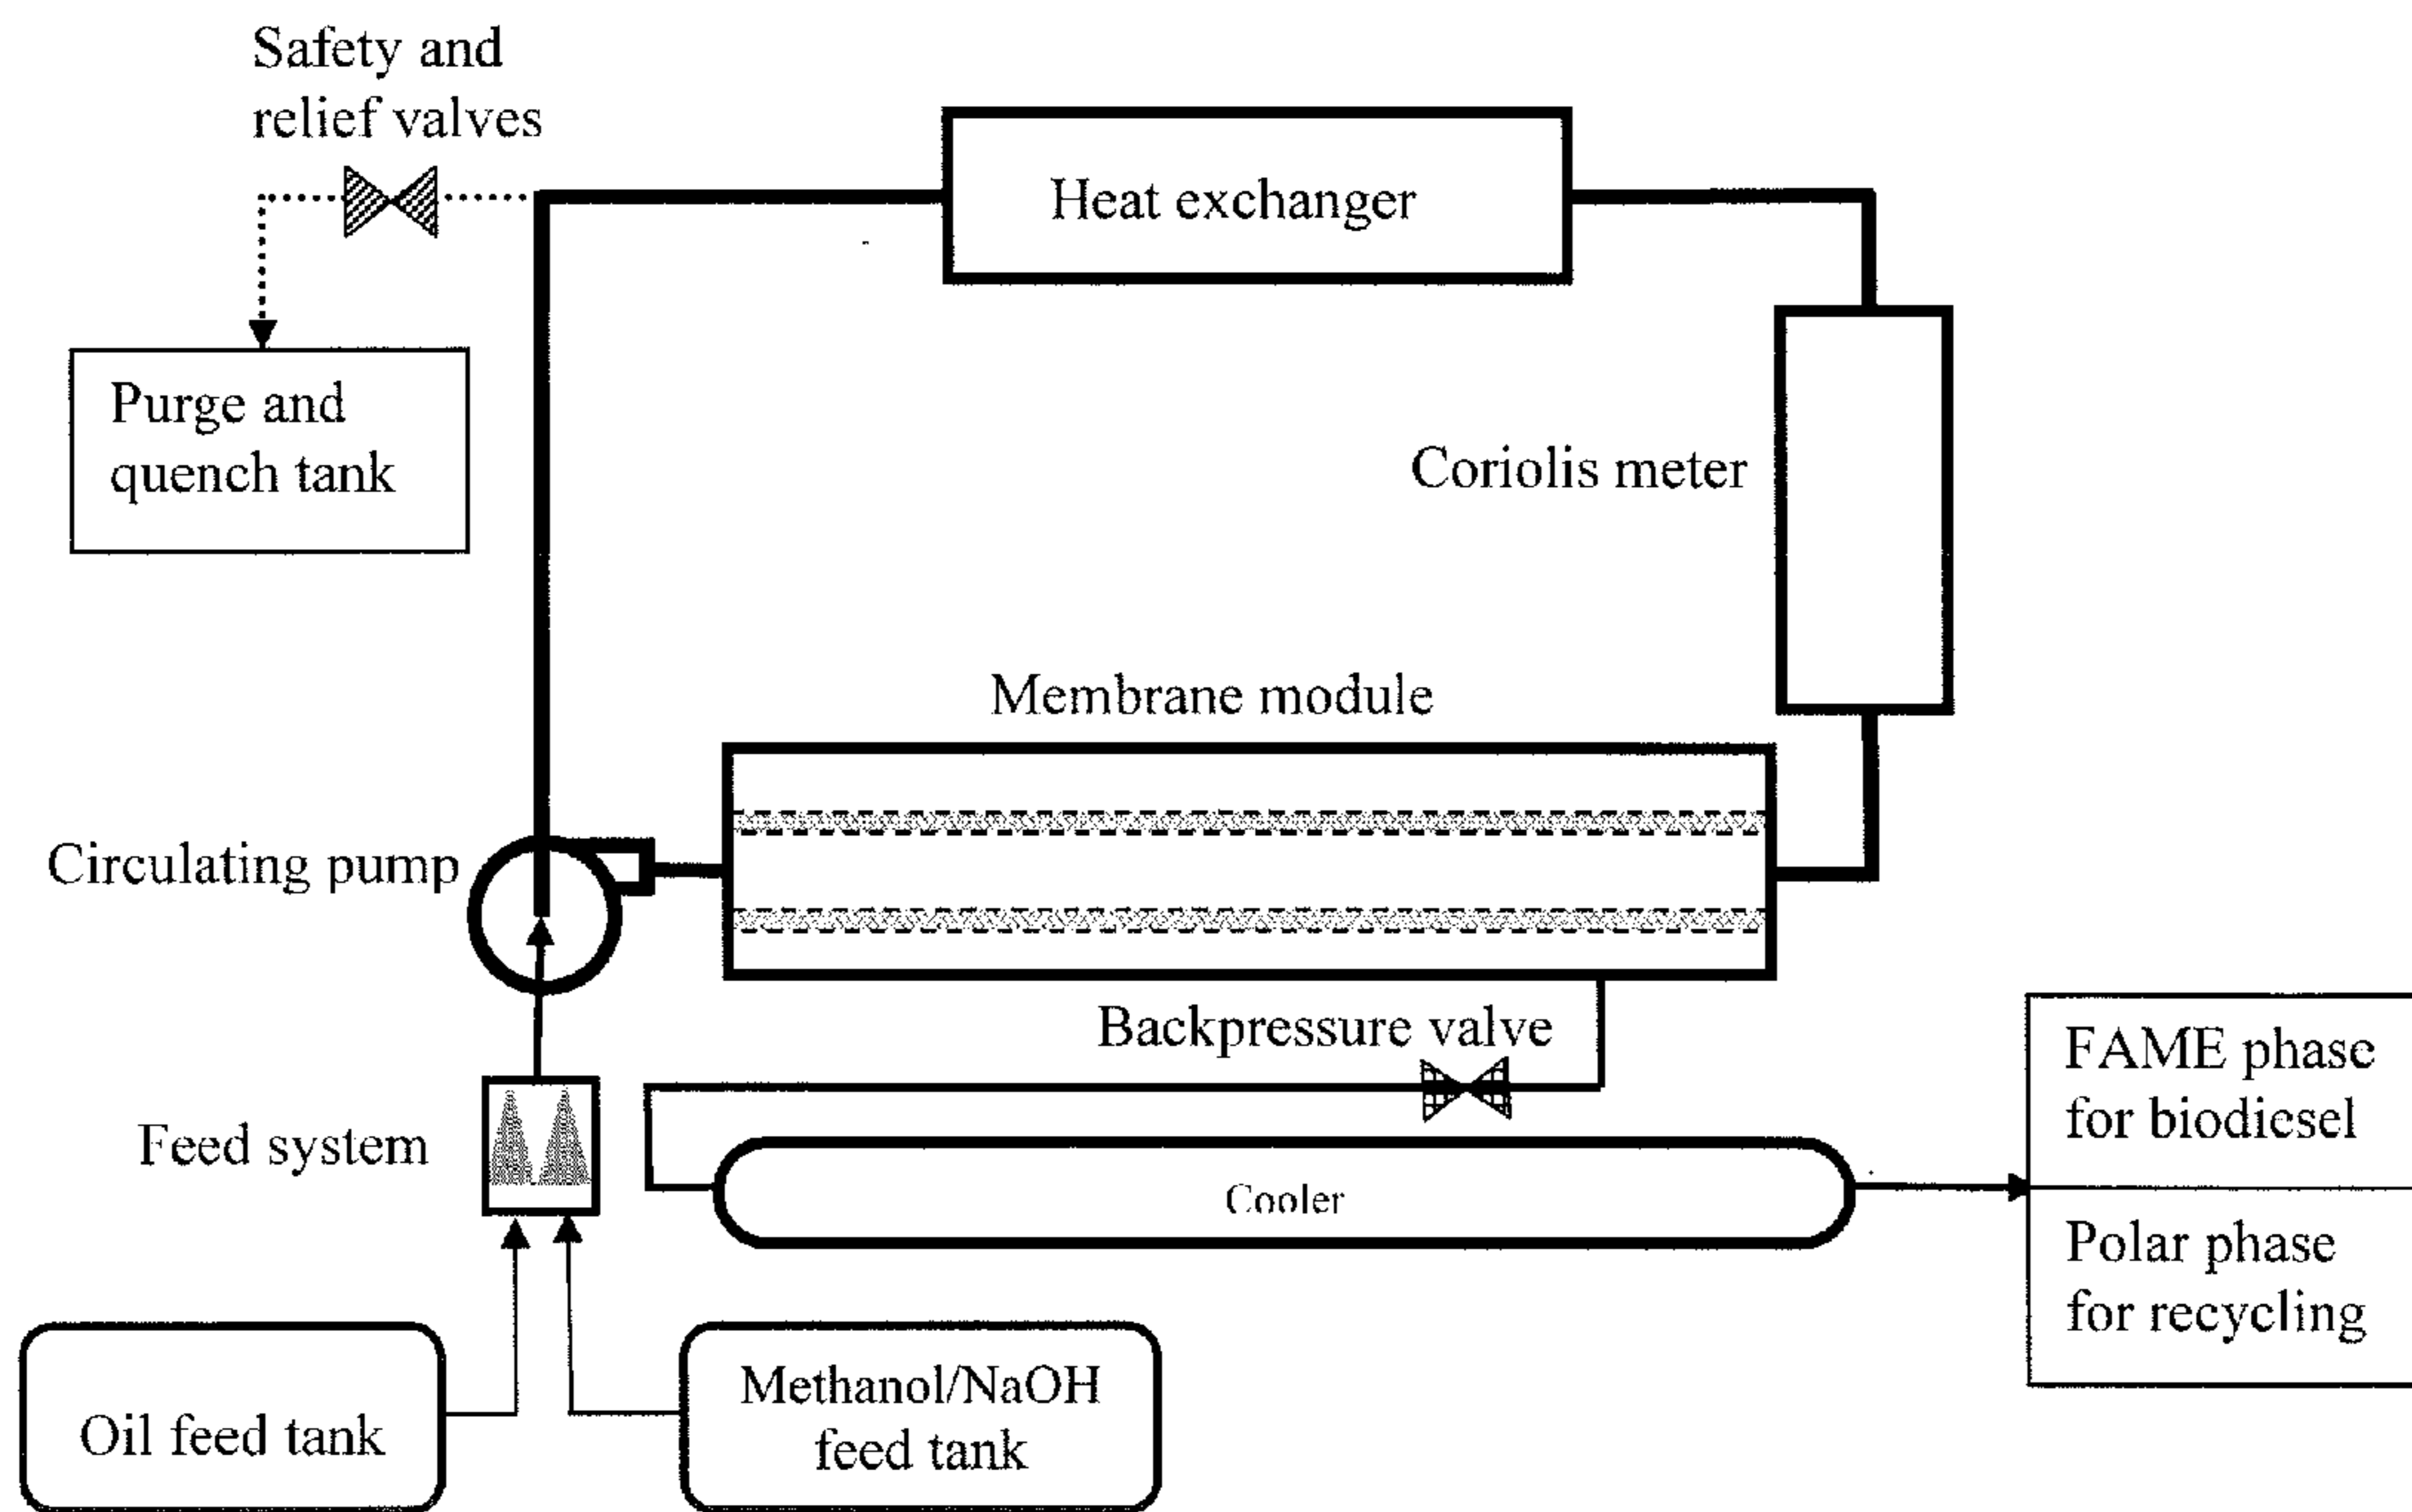 Safety and
relief valves
Heat exchanger
Purge and
quench tank
Coriolis meter
Membrane module
Circulating pump
Backpressure valve
FAME phase
for biodiesel
Feed system
Cooler
Polar phase
for recycling
Oil feed tank
Methanol/NaOH
feed tank